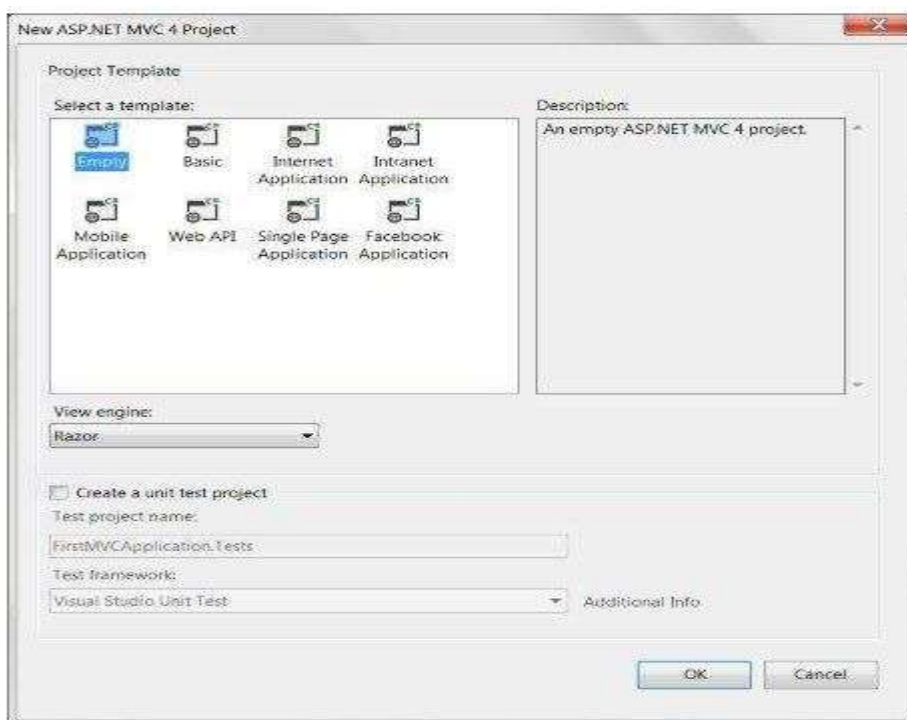 New ASP.NET MVC 4 Project
Project Template
Select a template:
Description:
Empty
Basic
Internet Application
Intranet Application
An empty ASP.NET MVC 4 project.
Mobile Application
Web API
Single Page Application
Facebook Application
View engine:
Razor
Create a unit test project
Test project name:
FirstMVCApplication.Tests
Test framework:
Visual Studio Unit Test
Additional Info
OK
Cancel